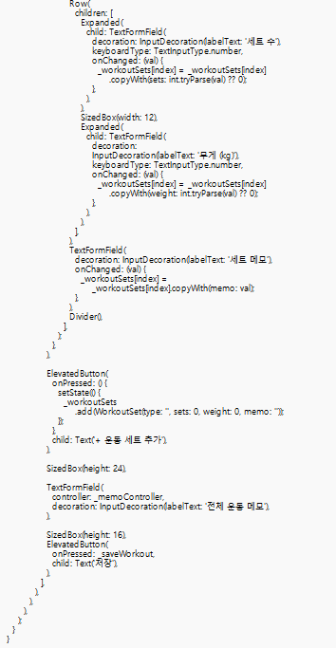 Row(
children: [
Expanded(
child: TextFormField(
decoration: InputDecoration(labelText: '세트 수'),
keyboardType: TextInputType.number,
onChanged: (val) {
_workoutSets[index] = _workoutSets[index]
.copyWith(sets: int.tryParse(val) ?? 0);
},
),
),
SizedBox(width: 12),
Expanded(
child: TextFormField(
decoration:
InputDecoration(labelText: '무게 (kg)'),
keyboardType: TextInputType.number,
onChanged: (val) {
_workoutSets[index] = _workoutSets[index]
.copyWith(weight: int.tryParse(val) ?? 0);
},
),
),
],
),
TextFormField(
decoration: InputDecoration(labelText: '세트 메모'),
onChanged: (val) {
_workoutSets[index] =
_workoutSets[index].copyWith(memo: val);
},
),
Divider(),
],
);
},
),
ElevatedButton(
onPressed: () {
setState(() {
_workoutSets
.add(WorkoutSet(type: '', sets: 0, weight: 0, memo: ''));
});
},
child: Text('+ 운동 세트 추가'),
),
SizedBox(height: 24),
TextFormField(
controller: _memoController,
decoration: InputDecoration(labelText: '전체 운동 메모'),
),
SizedBox(height: 16),
ElevatedButton(
onPressed: _saveWorkout,
child: Text('저장'),
),
],
),
),
),
);
}
}